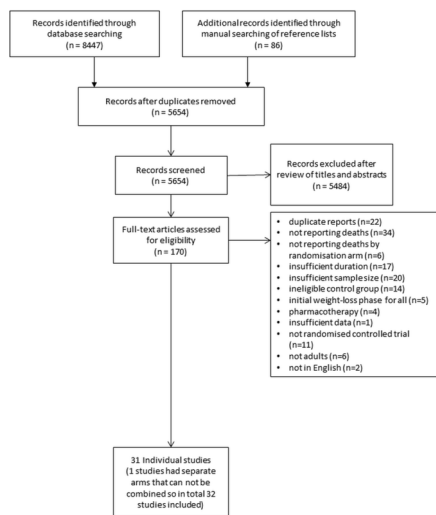 Records identified through
database searching
(n = 8447)
Additional records identified through
manual searching of reference lists
(n = 86)
Records after duplicates removed
(n = 5654)
Records screened
(n = 5654)
Records excluded after
review of titles and abstracts
(n = 5484)
Full-text articles assessed
for eligibility
(n = 170)
• duplicate reports (n=22)
• not reporting deaths (n=34)
• not reporting deaths by
randomisation arm (n=6)
• insufficient duration (n=17)
• insufficient sample size (n=20)
• ineligible control group (n=14)
• initial weight-loss phase for all (n=5)
• pharmacotherapy (n=4)
• insufficient data (n=1)
• not randomised controlled trial
(n=11)
• not adults (n=6)
• not in English (n=2)
31 Individual studies
(1 studies had separate
arms that can not be
combined so in total 32
studies included)